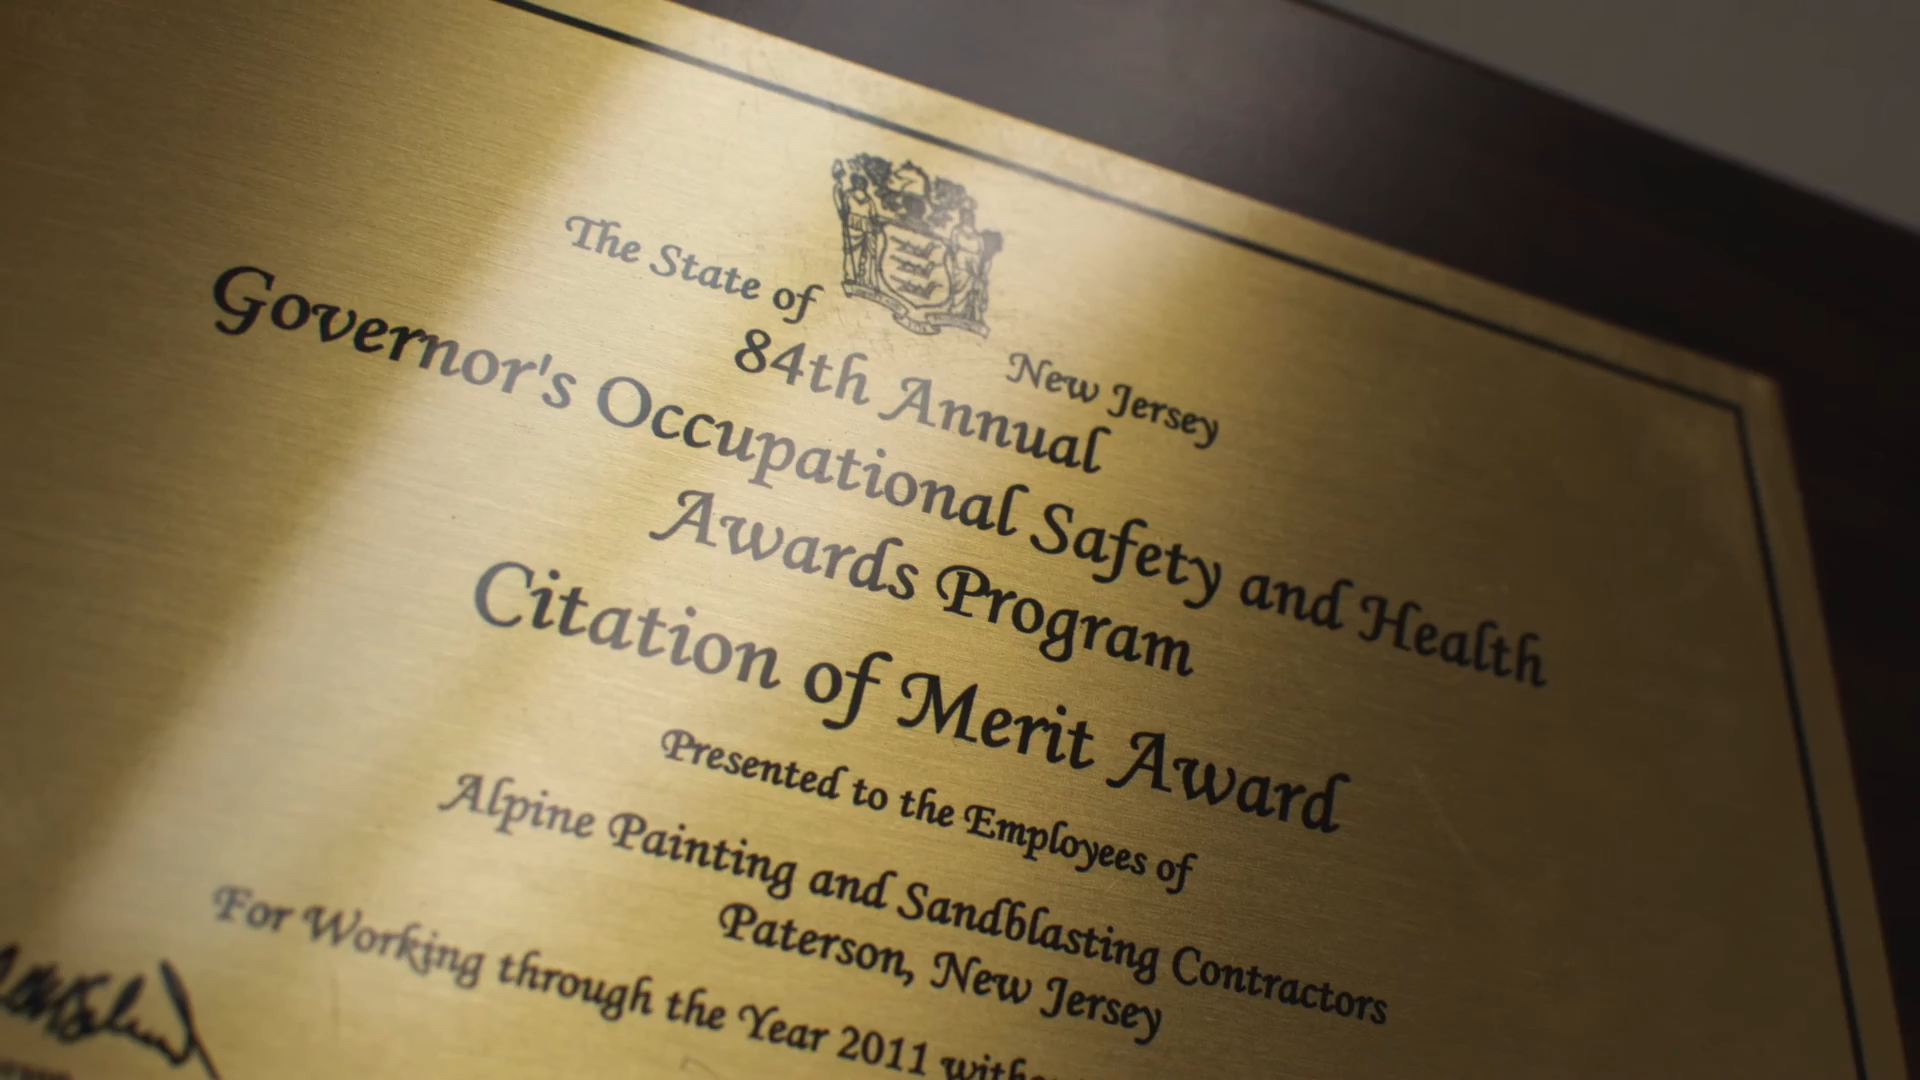 The State of New Jersey
84th Annual
Governor's Occupational Safety and Health
Awards Program
Citation of Merit Award
Presented to the Employees of
Alpine Painting and Sandblasting Contractors
Paterson, New Jersey
For Working through the Year 2011